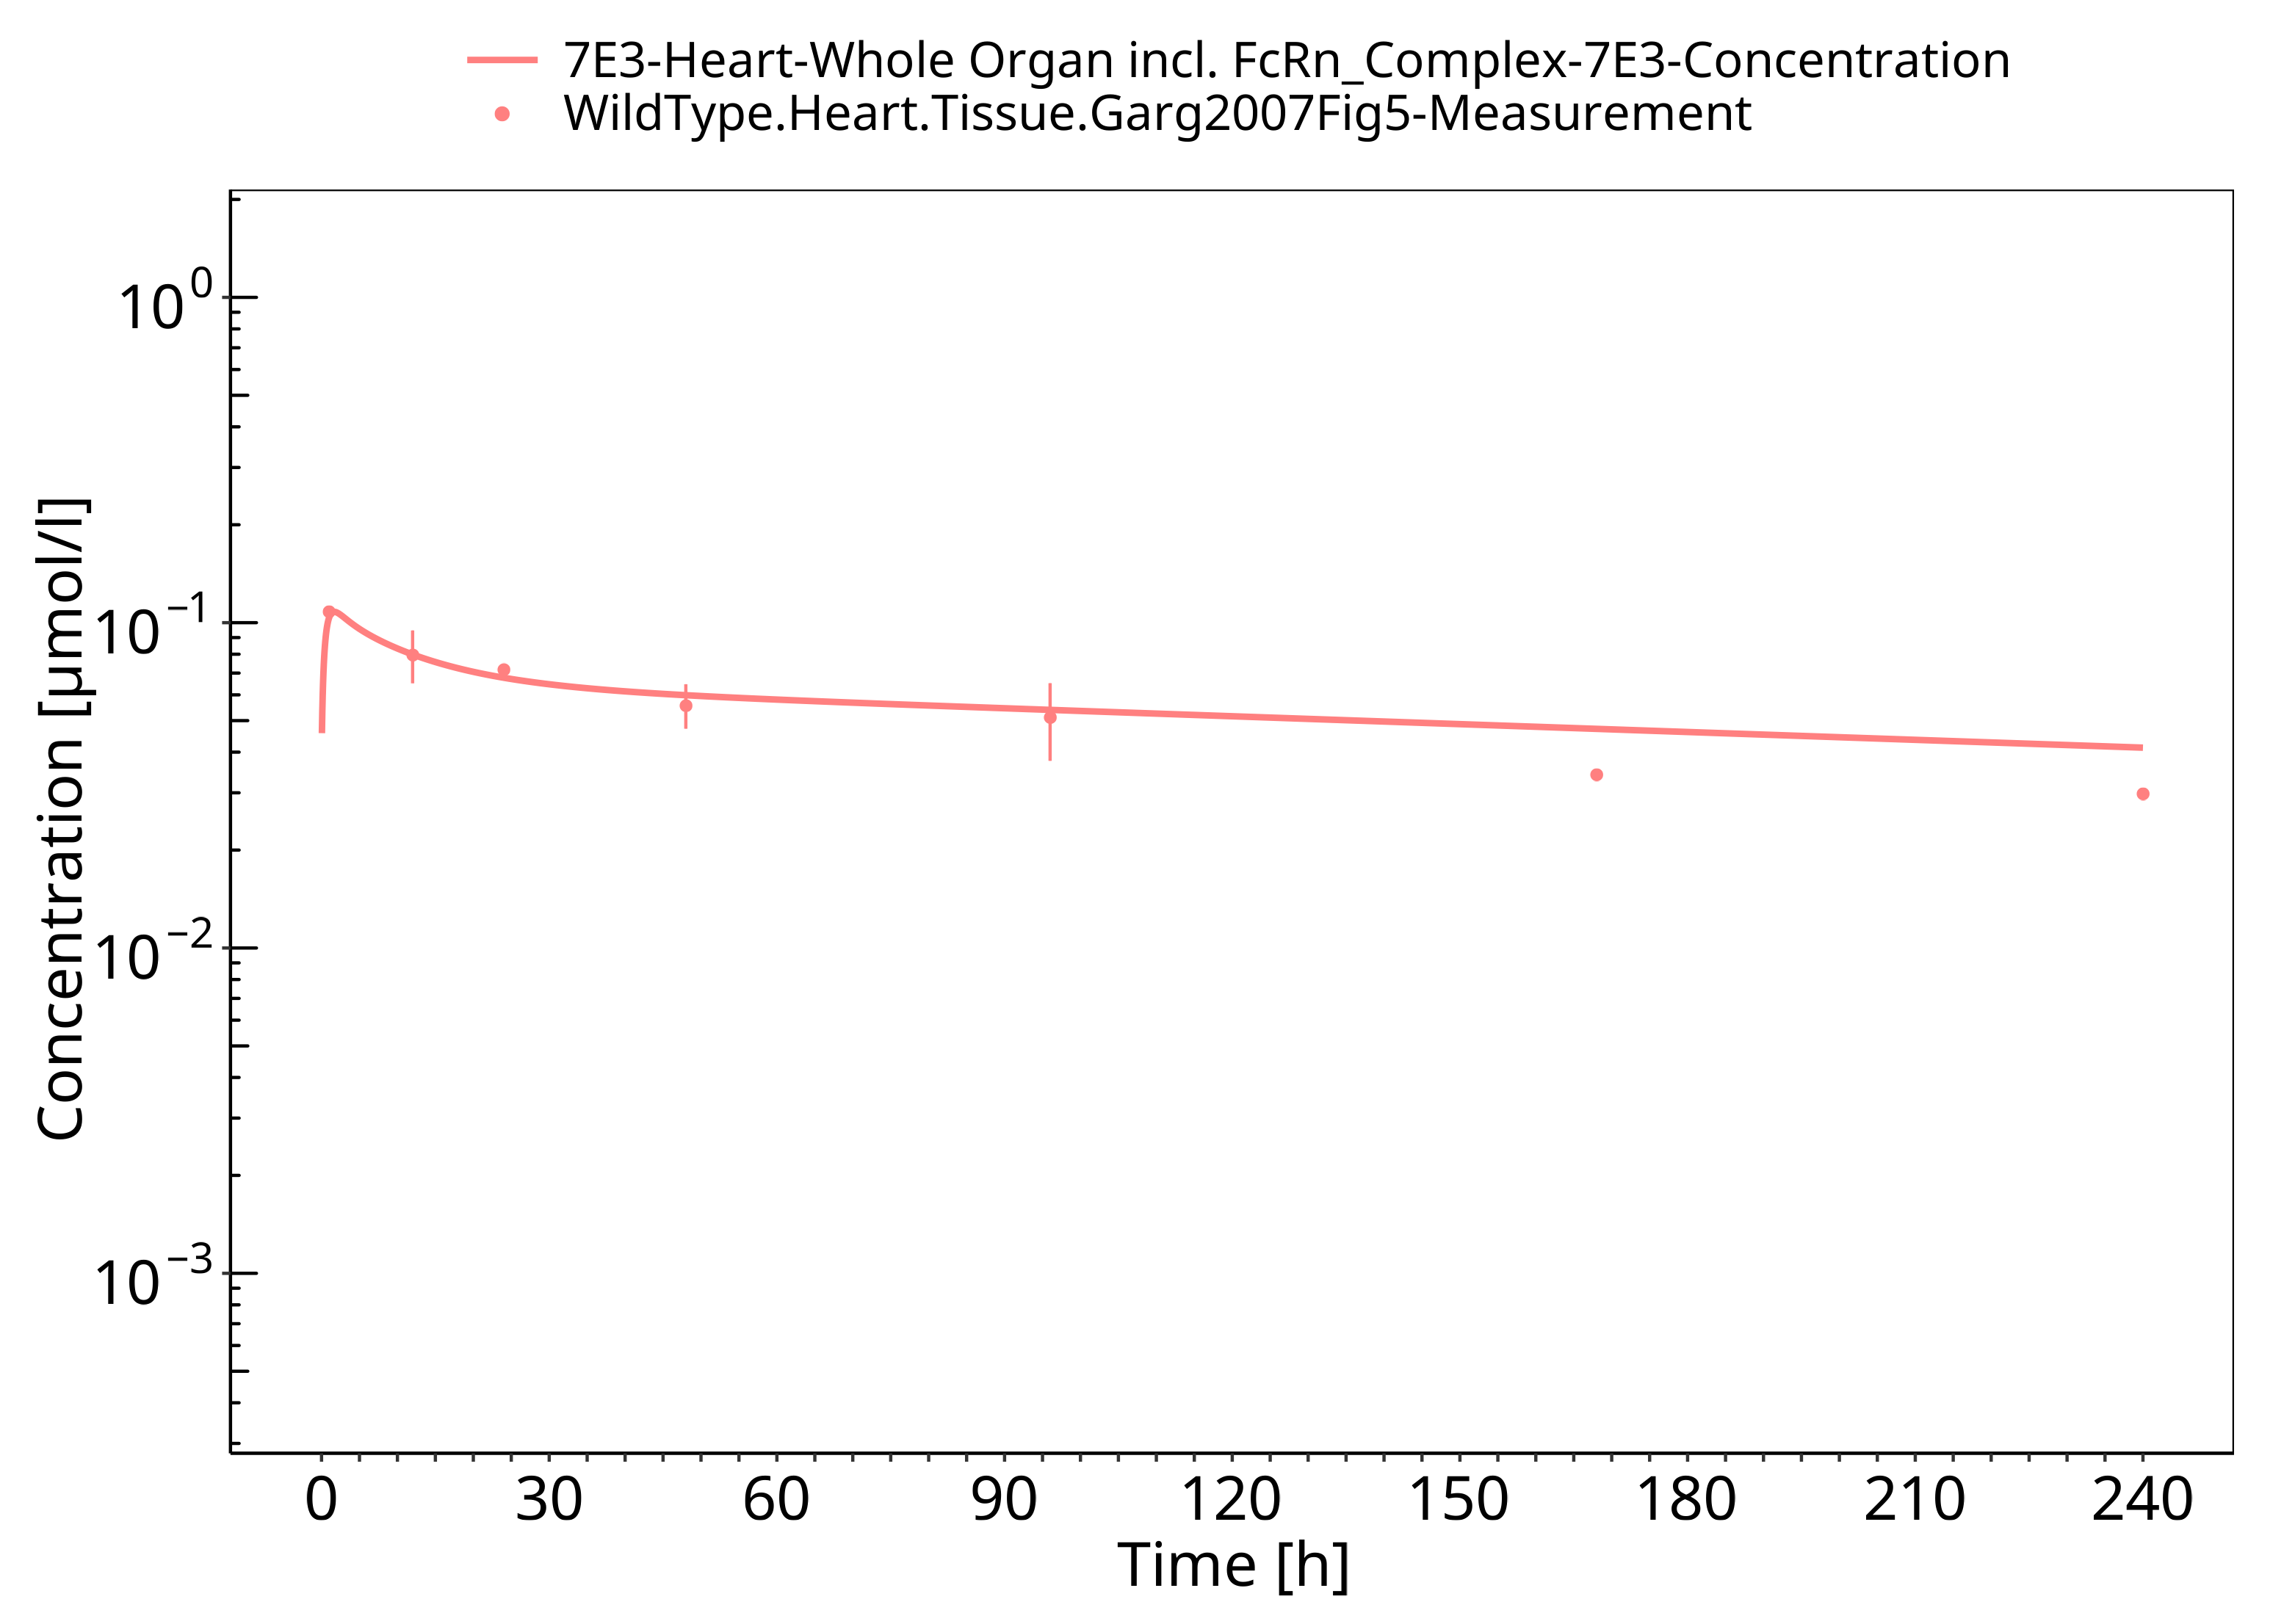 7E3-Heart-Whole Organ incl. FcRn_Complex-7E3-Concentration
WildType.Heart.Tissue.Garg2007Fig5-Measurement
Concentration [µmol/l]
10^0
10^−1
10^−2
10^−3
0 30 60 90 120 150 180 210 240
Time [h]